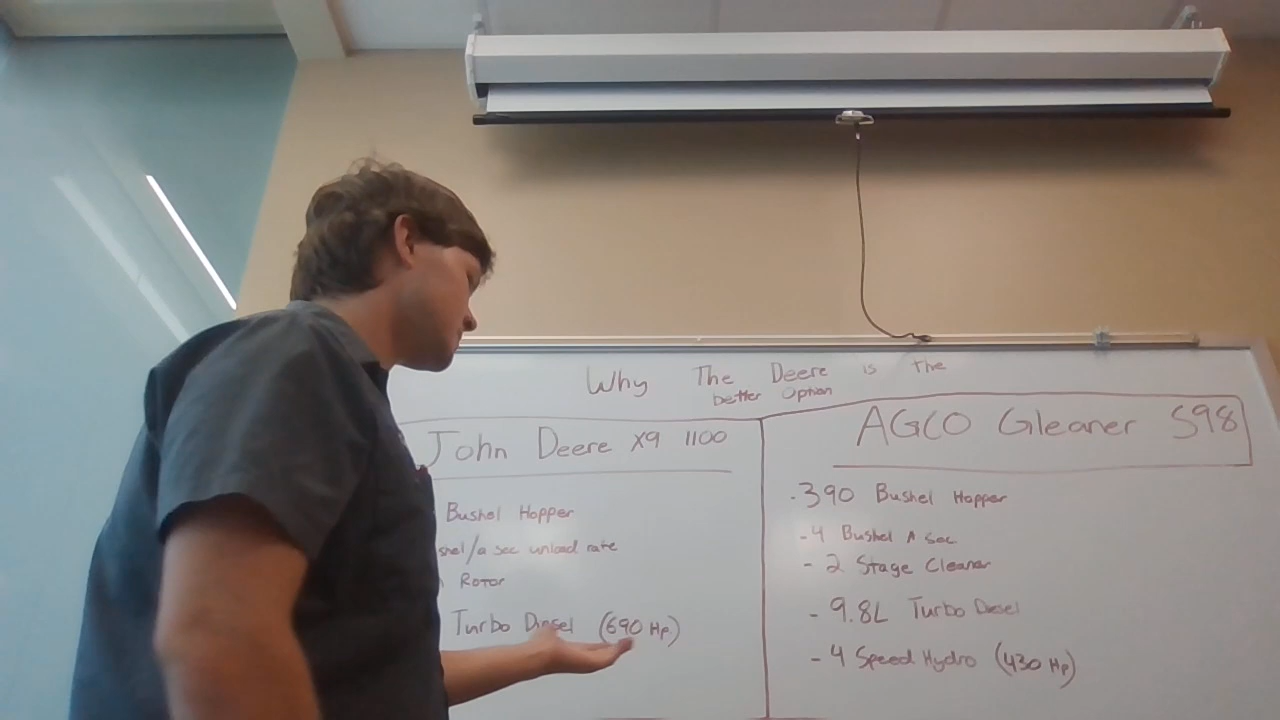 Why The Deere is the
better Option
John Deere X9 1100
Bushel Hopper
shel/a sec unload rate
Rotor
Turbo Diesel (690 Hp)
AGCO Gleaner S98
.390 Bushel Hopper
-4 Bushel A Sec
- 2 Stage Cleaner
- 9.8L Turbo Diesel
- 4 Speed Hydro (430 Hp)